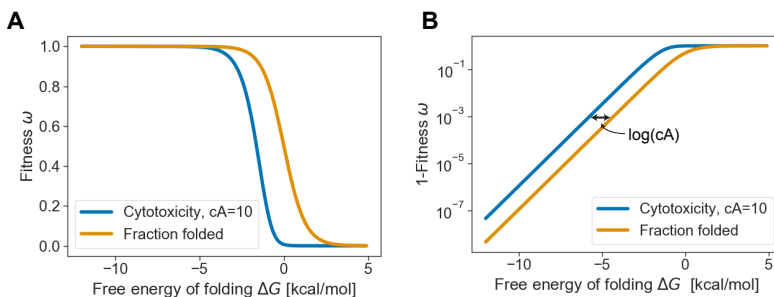 A
B
1.0
0.8
0.6
0.4
0.2
0.0
Fitness ω
Cytotoxicity, cA=10
Fraction folded
−10
−5
0
5
Free energy of folding ΔG [kcal/mol]
10⁻¹
10⁻³
10⁻⁵
10⁻⁷
1-Fitness ω
log(cA)
Cytotoxicity, cA=10
Fraction folded
−10
−5
0
5
Free energy of folding ΔG [kcal/mol]